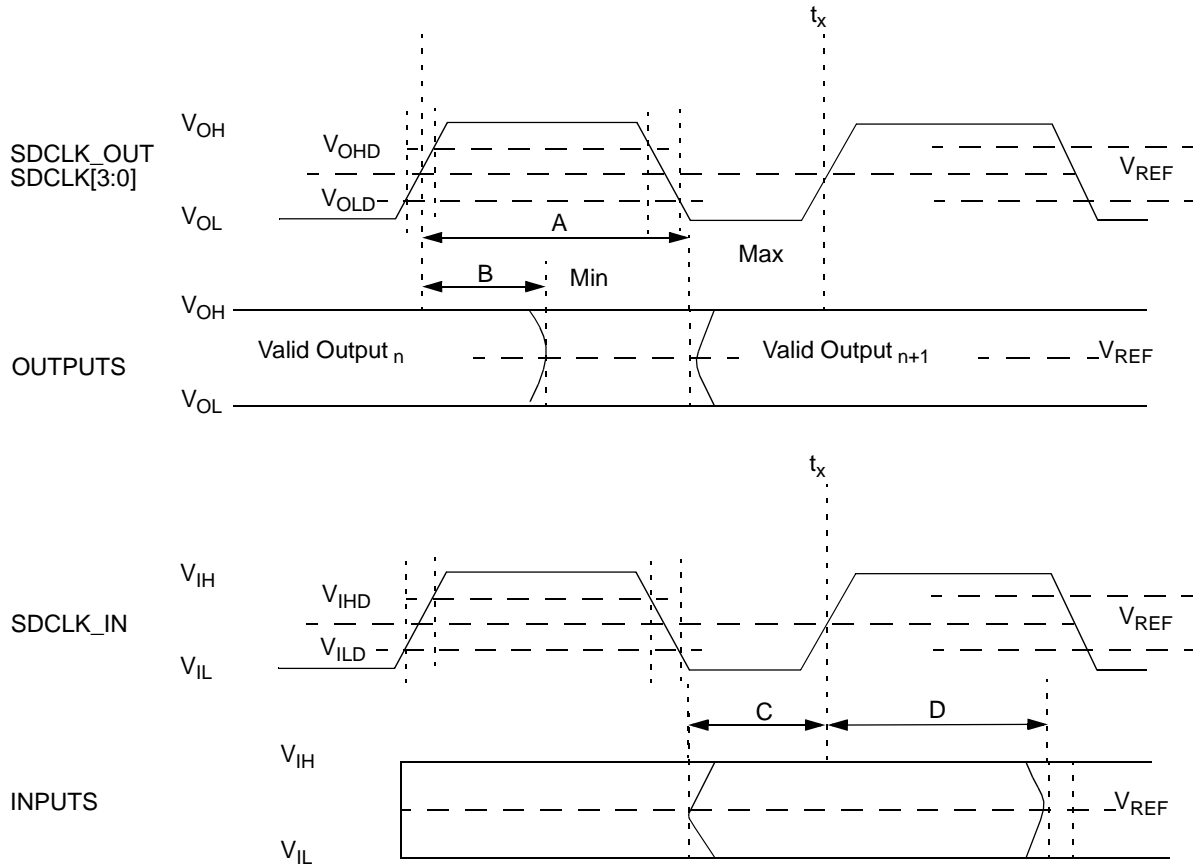 tx
VOH
SDCLK_OUT
SDCLK[3:0]
VOHD
VREF
VOLD
VOL
A
Max
B
Min
VOH
Valid Output n
Valid Output n+1
OUTPUTS
VREF
VOL
tx
VIH
VIHD
SDCLK_IN
VREF
VILD
VIL
C
D
VIH
INPUTS
VREF
VIL